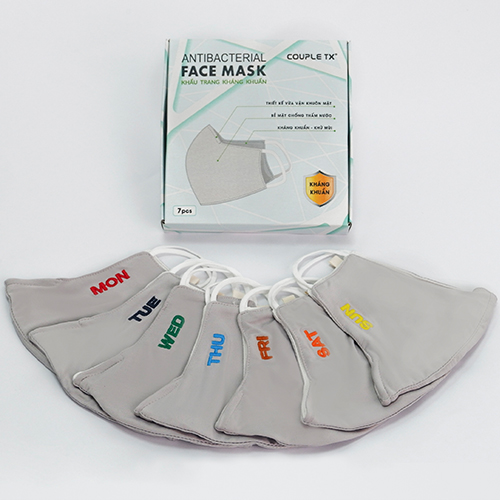 ANTIBACTERIAL
FACE MASK
KHẨU TRANG KHÁNG KHUẨN
COUPLE TX
THIẾT KẾ VỪA VẶN KHUÔN MẶT
BỀ MẶT CHỐNG THẤM NƯỚC
KHÁNG KHUẨN - KHỬ MÙI
KHÁNG
KHUẨN
7pcs
MON
TUE
WED
THU
FRI
SAT
SUN